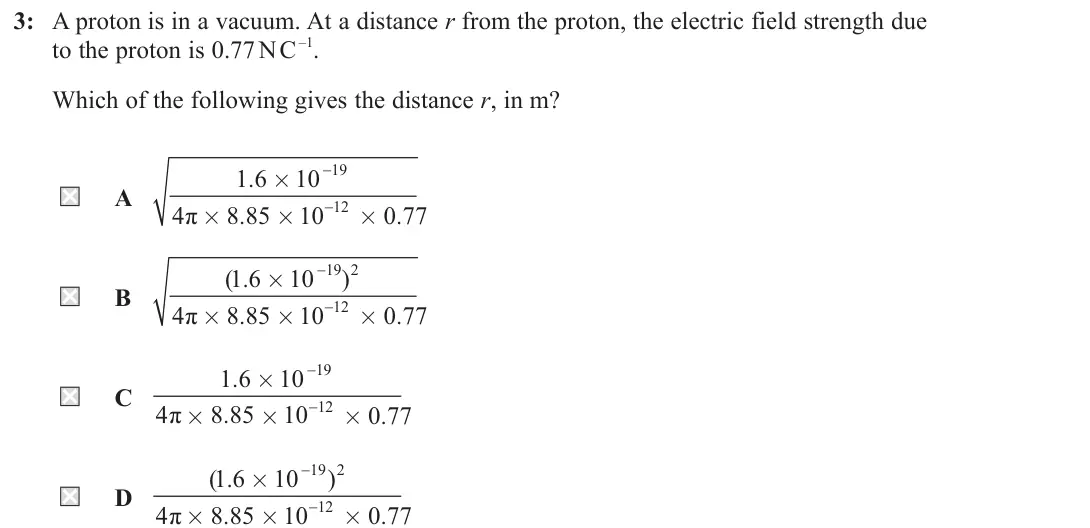 3: A proton is in a vacuum. At a distance r from the proton, the electric field strength due
to the proton is 0.77 N C⁻¹.
Which of the following gives the distance r, in m?
A √((1.6 × 10⁻¹⁹) / (4π × 8.85 × 10⁻¹² × 0.77))
B √((1.6 × 10⁻¹⁹)² / (4π × 8.85 × 10⁻¹² × 0.77))
C (1.6 × 10⁻¹⁹) / (4π × 8.85 × 10⁻¹² × 0.77)
D (1.6 × 10⁻¹⁹)² / (4π × 8.85 × 10⁻¹² × 0.77)